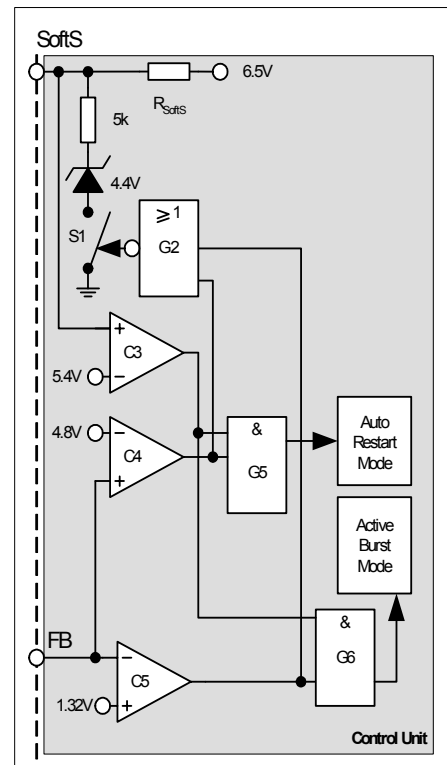 SoftS
6.5V
R SoftS
5k
4.4V
S1
≥1
G2
C3
5.4V
4.8V
C4
&
G5
Auto
Restart
Mode
Active
Burst
Mode
FB
&
G6
C5
1.32V
Control Unit